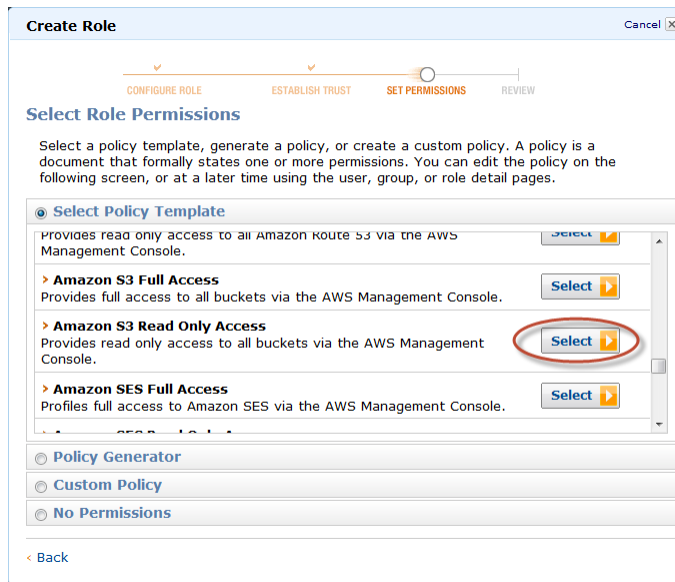 Create Role
Cancel
CONFIGURE ROLE
ESTABLISH TRUST
SET PERMISSIONS
REVIEW
Select Role Permissions
Select a policy template, generate a policy, or create a custom policy. A policy is a
document that formally states one or more permissions. You can edit the policy on the
following screen, or at a later time using the user, group, or role detail pages.
Select Policy Template
Provides read only access to all Amazon Route 53 via the AWS
Management Console.
Select
Amazon S3 Full Access
Provides full access to all buckets via the AWS Management Console.
Select
Amazon S3 Read Only Access
Provides read only access to all buckets via the AWS Management
Console.
Select
Amazon SES Full Access
Profiles full access to Amazon SES via the AWS Management Console.
Select
Policy Generator
Custom Policy
No Permissions
< Back